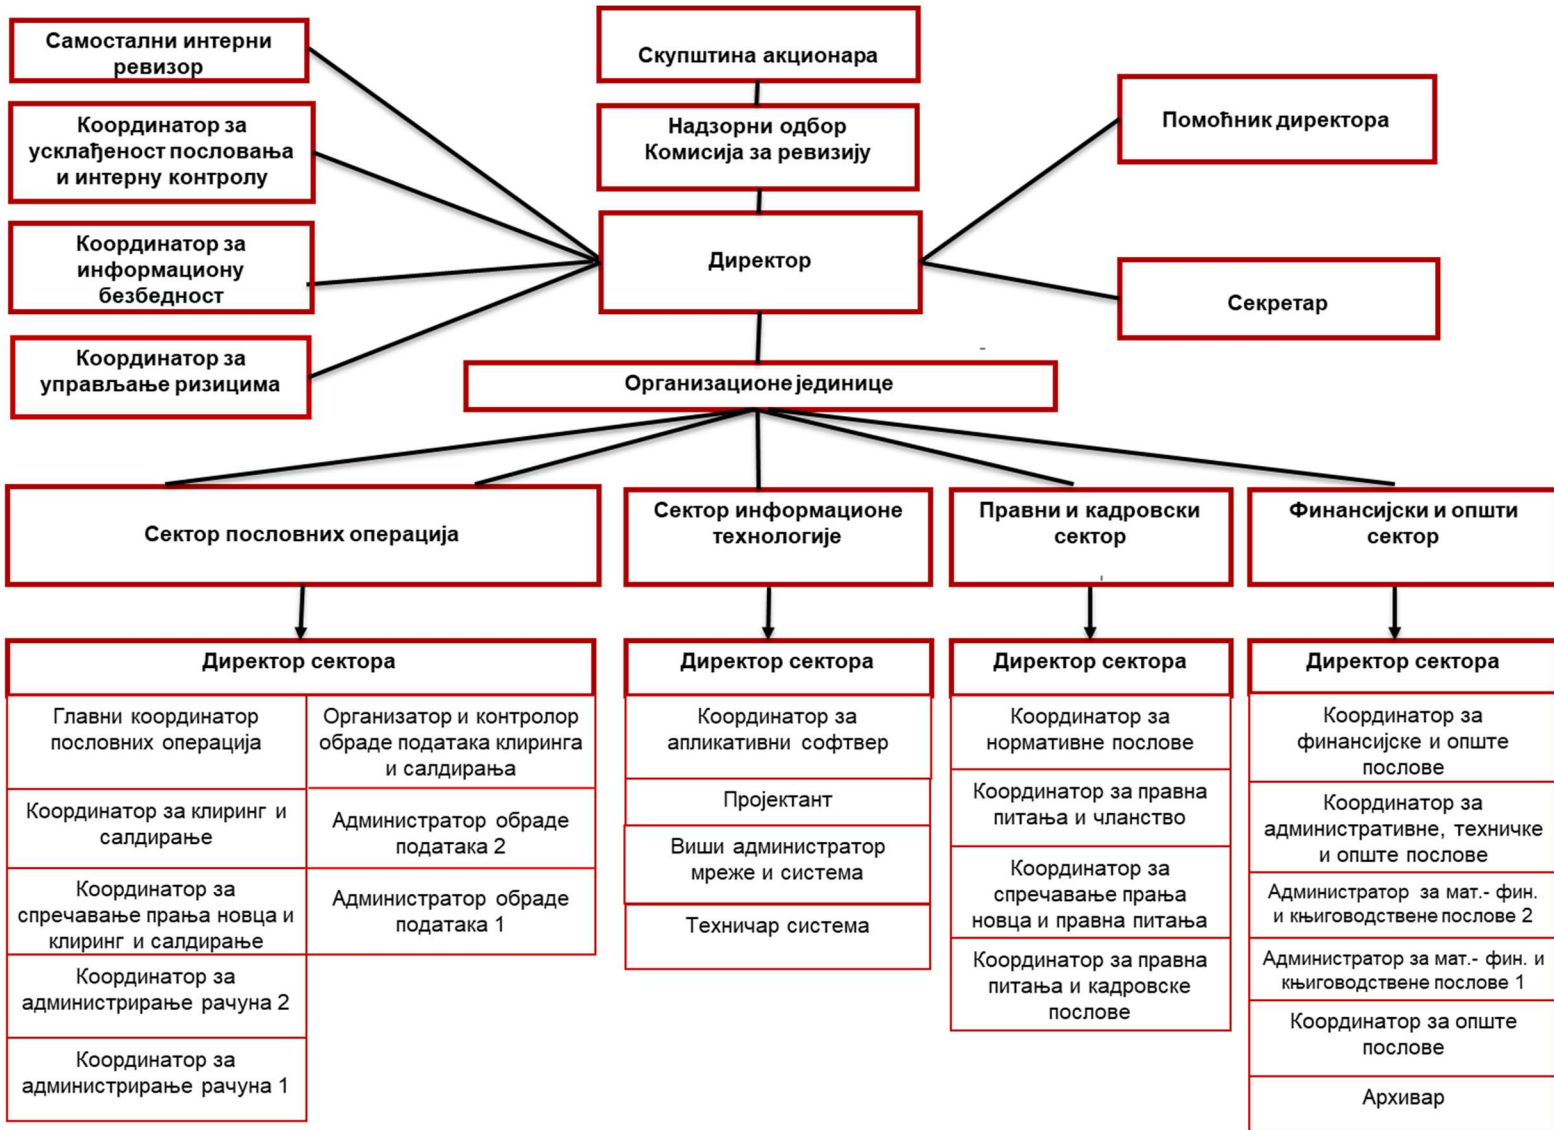 Самостални интерни
ревизор
Скупштина акционара
Координатор за
усклађеност пословања
и интерну контролу
Надзорни одбор
Комисија за ревизију
Помоћник директора
Координатор за
информациону
безбедност
Директор
Секретар
Координатор за
управљање ризицима
Организационе јединице
Сектор пословних операција
Сектор информационе
технологије
Правни и кадровски
сектор
Финансијски и општи
сектор
Директор сектора
Главни координатор
пословних операција
Координатор за клиринг и
салдирање
Координатор за
спречавање прања новца и
клиринг и салдирање
Координатор за
администрирање рачуна 2
Координатор за
администрирање рачуна 1
Организатор и контролор
обраде података клиринга
и салдирања
Администратор обраде
података 2
Администратор обраде
података 1
Директор сектора
Координатор за
апликативни софтвер
Пројектант
Виши администратор
мреже и система
Техничар система
Директор сектора
Координатор за
нормативне послове
Координатор за правна
питања и чланство
Координатор за
спречавање прања
новца и правна питања
Координатор за правна
питања и кадровске
послове
Директор сектора
Координатор за
финансијске и опште
послове
Координатор за
административне, техничке
и опште послове
Администратор за мат.- фин.
и књиговодствене послове 2
Администратор за мат.- фин. и
књиговодствене послове 1
Координатор за опште
послове
Архивар